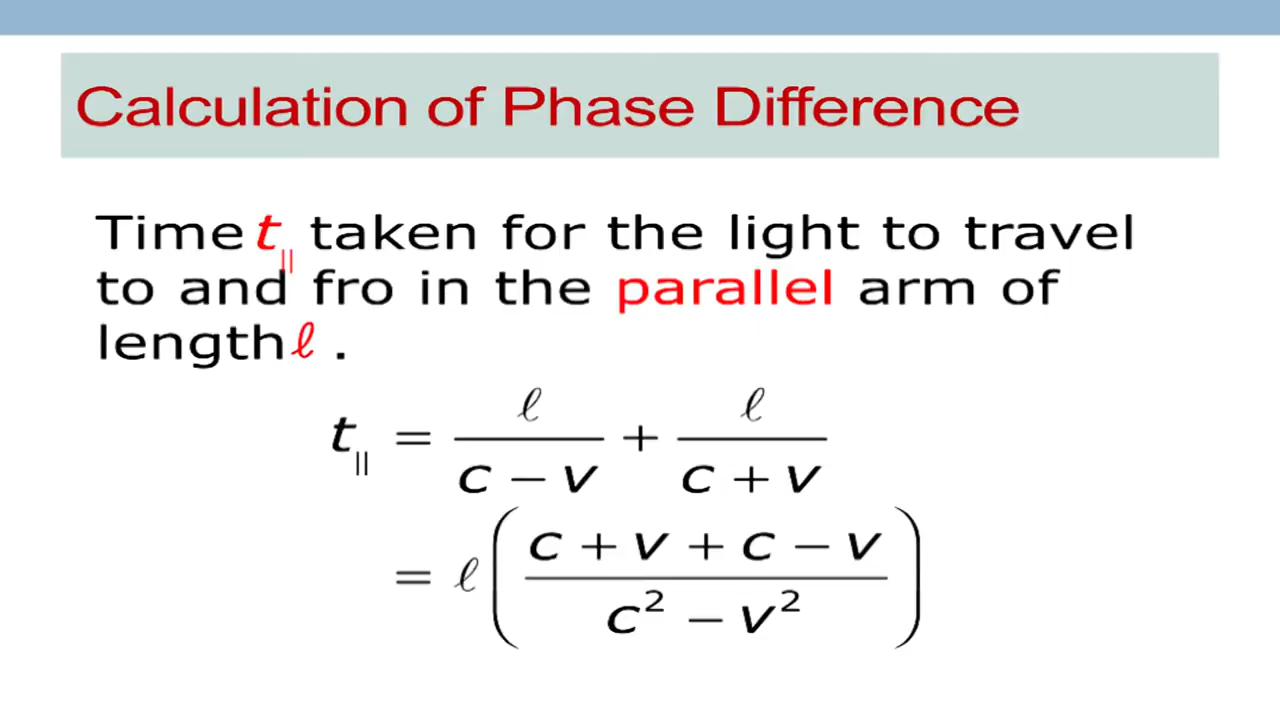 Calculation of Phase Difference
Time t|| taken for the light to travel
to and fro in the parallel arm of
length ℓ .
t|| = ℓ/(c − v) + ℓ/(c + v)
= ℓ((c + v + c − v)/(c² − v²))